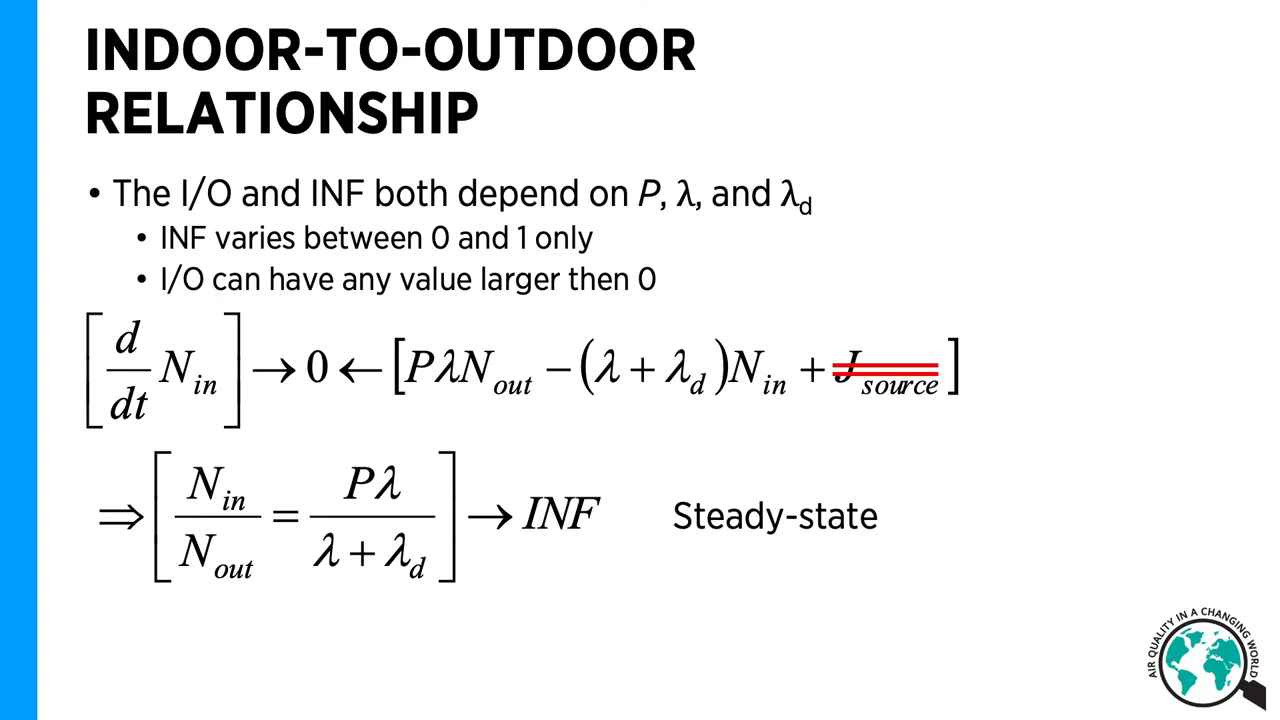 INDOOR-TO-OUTDOOR
RELATIONSHIP
• The I/O and INF both depend on P, λ, and λd
• INF varies between 0 and 1 only
• I/O can have any value larger then 0
[d/dt N_in] → 0 ← [PλN_out − (λ + λ_d)N_in + J_source]
⇒ [N_in/N_out = Pλ/(λ + λ_d)] → INF Steady-state
AIR QUALITY IN A CHANGING WORLD